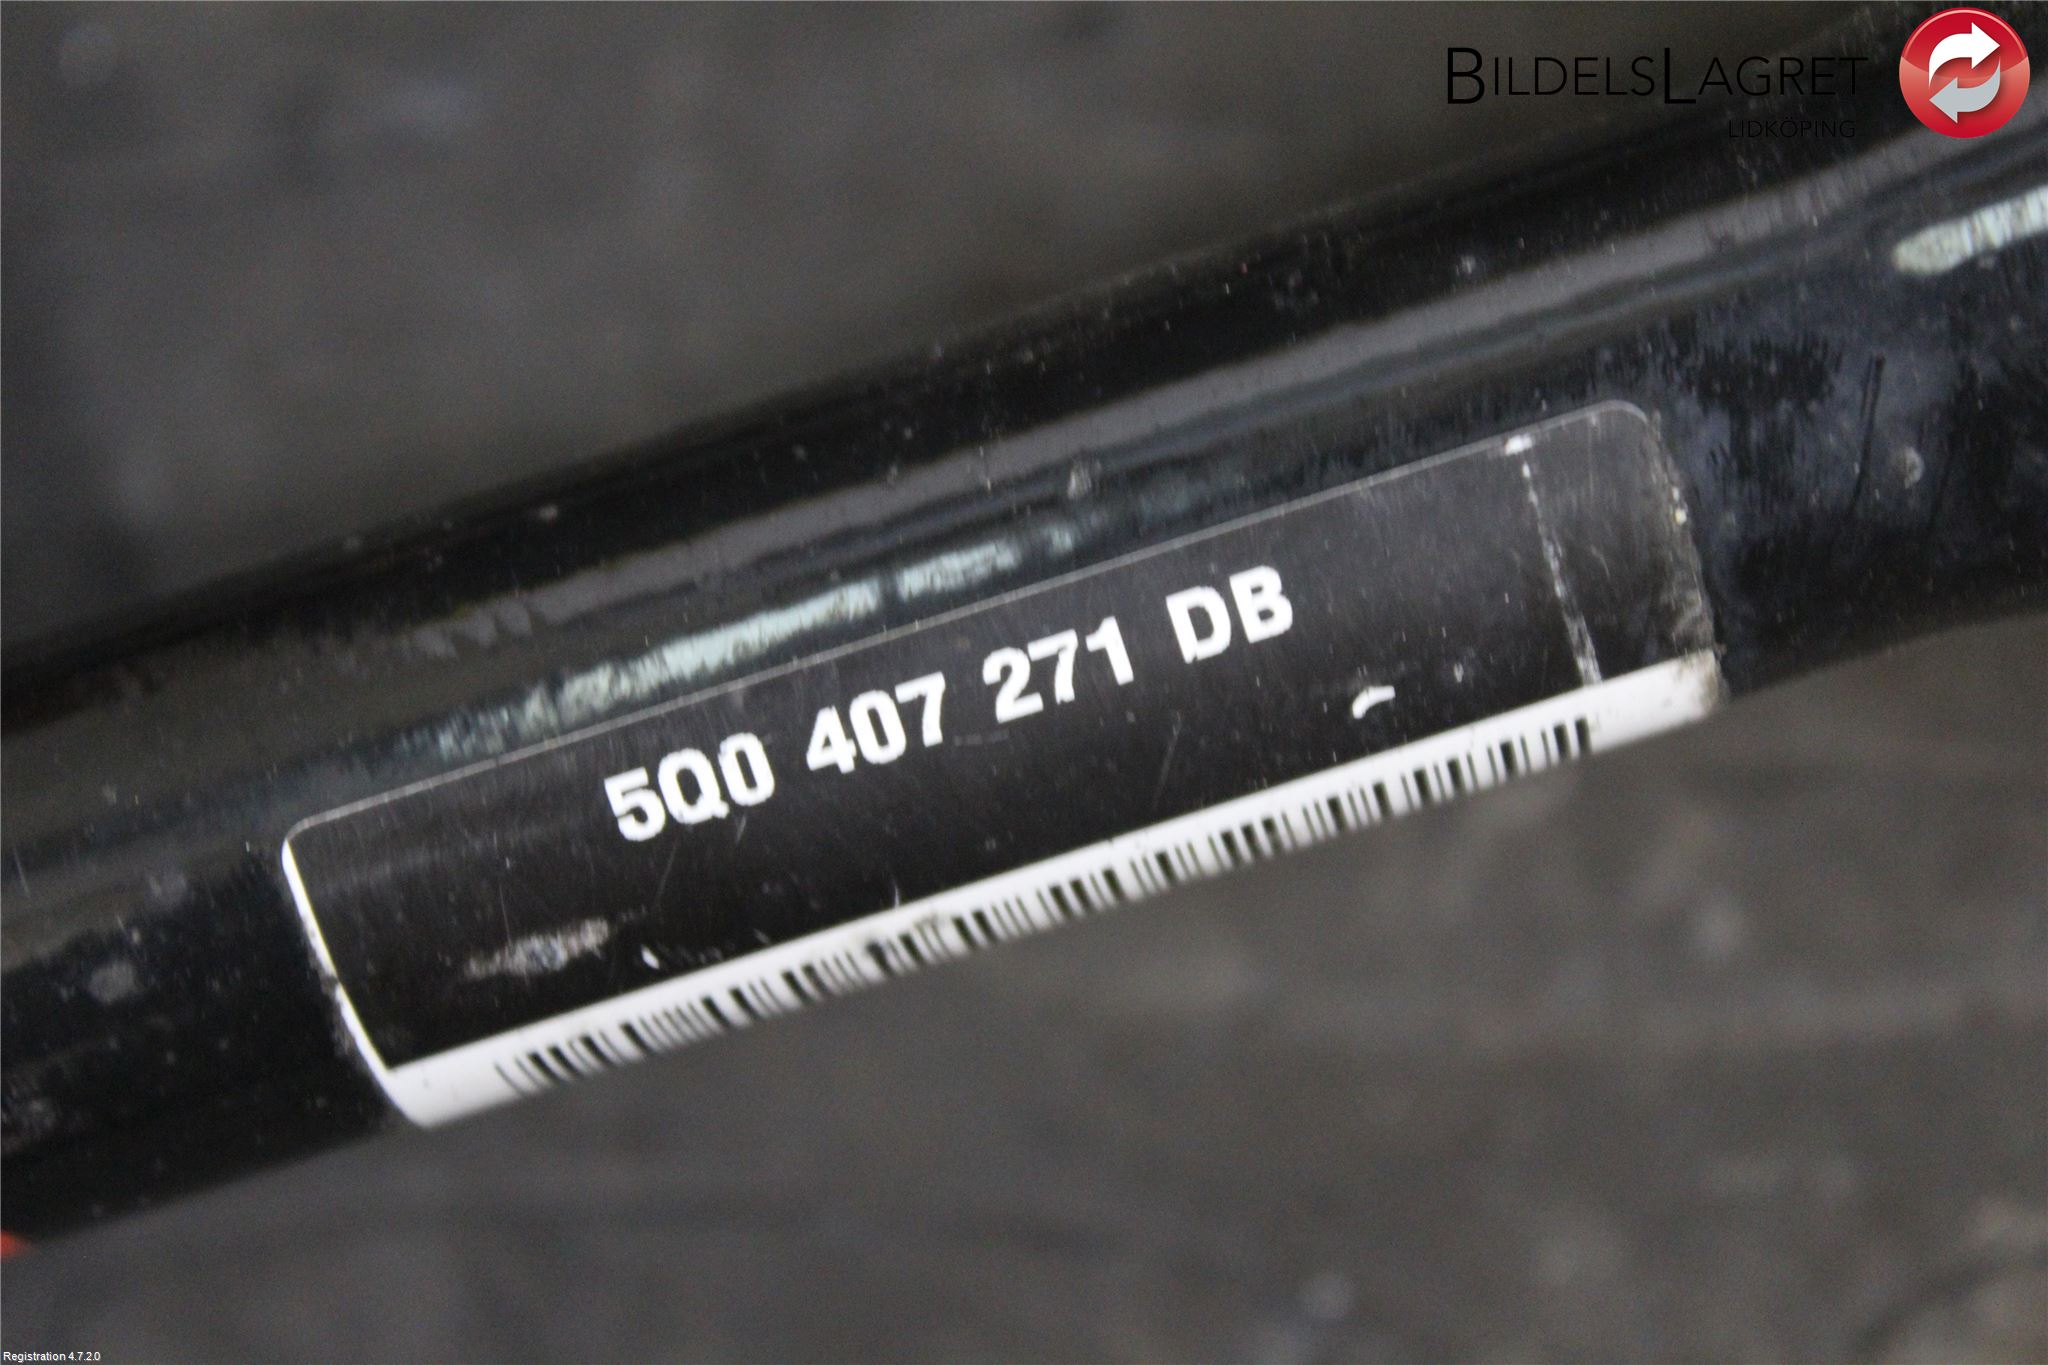 BILDELSLAGRET
LIDKÖPING
5Q0 407 271 DB
Registration 4.7.2.0